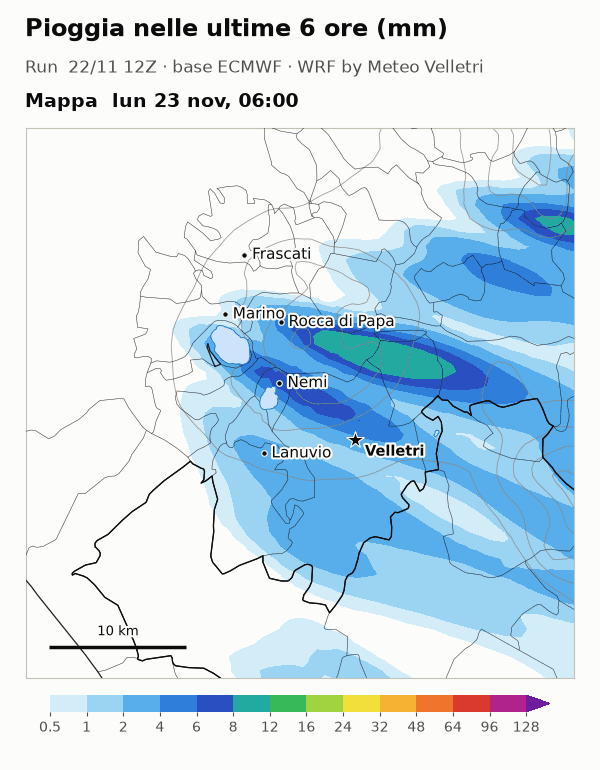 Pioggia nelle ultime 6 ore (mm)
Run  22/11 12Z · base ECMWF · WRF by Meteo Velletri
Mappa  lun 23 nov, 06:00
Frascati
Marino
Rocca di Papa
Nemi
Velletri
Lanuvio
10 km
0.5 1 2 4 6 8 12 16 24 32 48 64 96 128